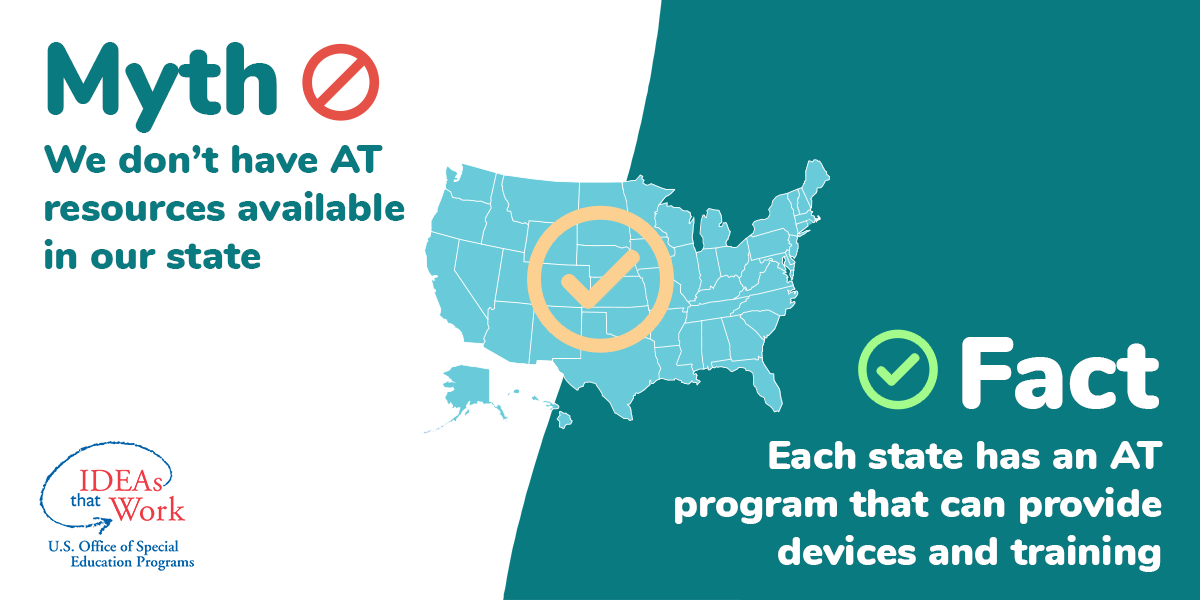 Myth
We don’t have AT
resources available
in our state
Fact
Each state has an AT
program that can provide
devices and training
IDEAs
that Work
U.S. Office of Special
Education Programs